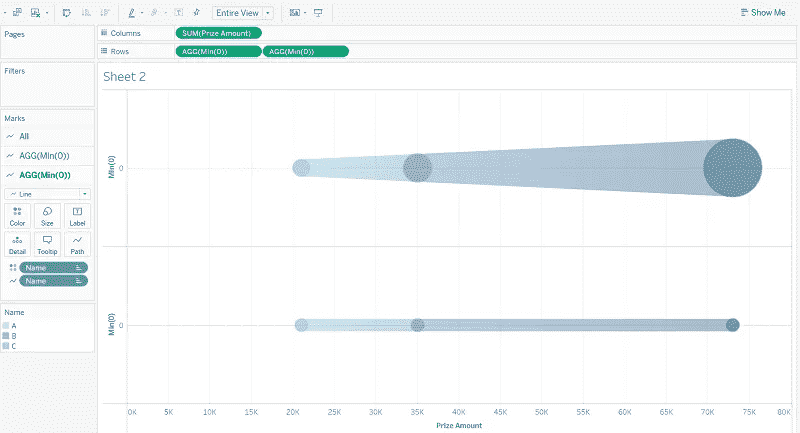 Entire View
Show Me
Pages
Columns
SUM(Prize Amount)
Rows
AGG(Min(0))
AGG(Min(0))
Filters
Sheet 2
Marks
All
AGG(MIn(0))
AGG(Min(0))
Line
Color
Size
Label
Detail
Tooltip
Path
Name
Name
Name
A
B
C
Min(0)
0
Min(0)
0
0K
5K
10K
15K
20K
25K
30K
35K
40K
45K
50K
55K
60K
65K
70K
75K
80K
Prize Amount